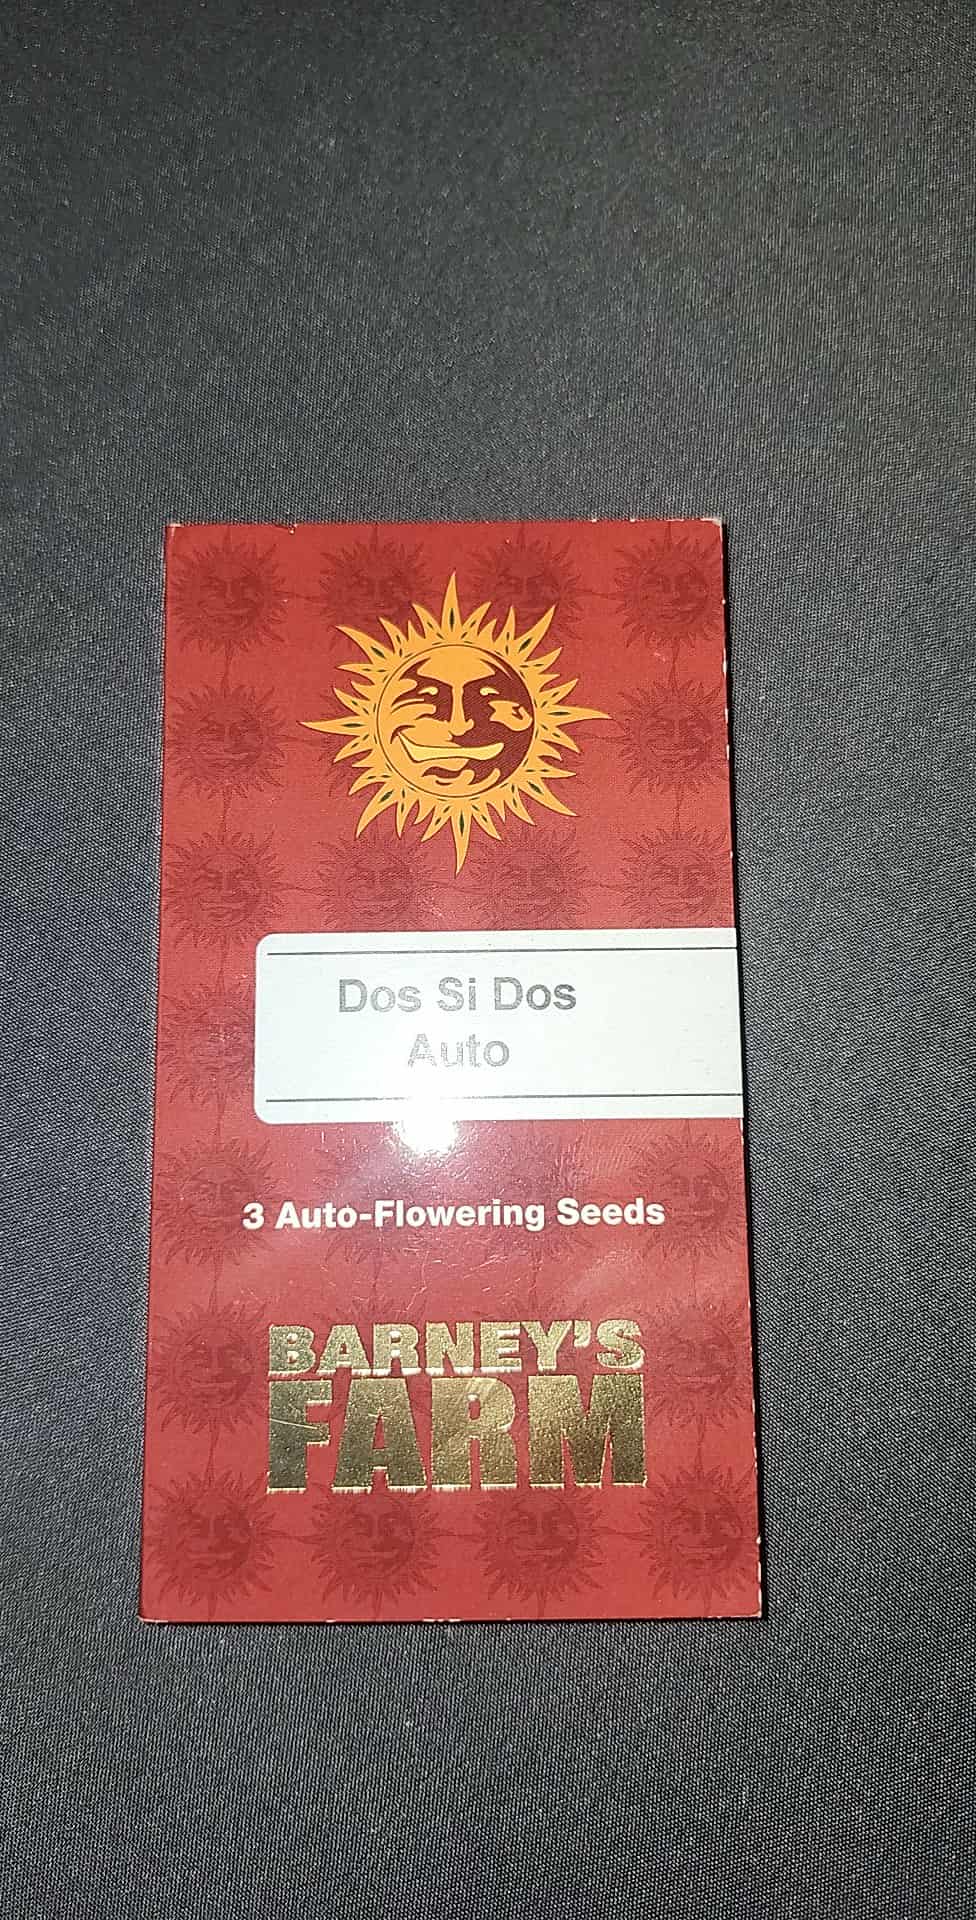 Dos Si Dos
Auto
3 Auto-Flowering Seeds
BARNEY'S
FARM